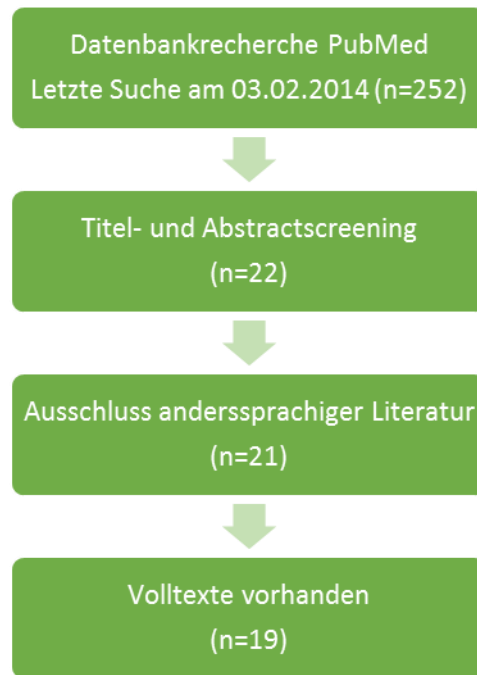 Datenbankrecherche PubMed
Letzte Suche am 03.02.2014 (n=252)
Titel- und Abstractscreening
(n=22)
Ausschluss anderssprachiger Literatur
(n=21)
Volltexte vorhanden
(n=19)